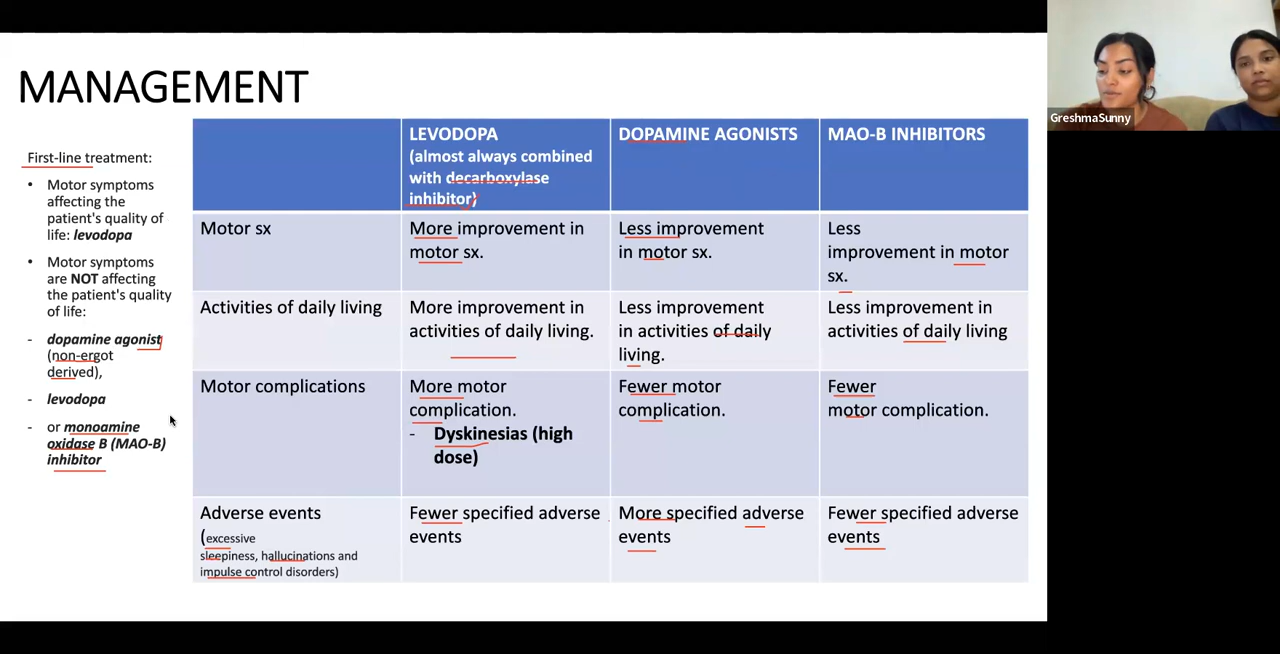 MANAGEMENT
First-line treatment:
• Motor symptoms
affecting the
patient's quality of
life: levodopa
• Motor symptoms
are NOT affecting
the patient's quality
of life:
- dopamine agonist
(non-ergot
derived),
- levodopa
- or monoamine
oxidase B (MAO-B)
inhibitor
LEVODOPA
(almost always combined
with decarboxylase
inhibitor)
DOPAMINE AGONISTS
MAO-B INHIBITORS
Motor sx
More improvement in
motor sx.
Less improvement
in motor sx.
Less
improvement in motor
sx.
Activities of daily living
More improvement in
activities of daily living.
Less improvement
in activities of daily
living.
Less improvement in
activities of daily living
Motor complications
More motor
complication.
- Dyskinesias (high
dose)
Fewer motor
complication.
Fewer
motor complication.
Adverse events
(excessive
sleepiness, hallucinations and
impulse control disorders)
Fewer specified adverse
events
More specified adverse
events
Fewer specified adverse
events
GreshmaSunny